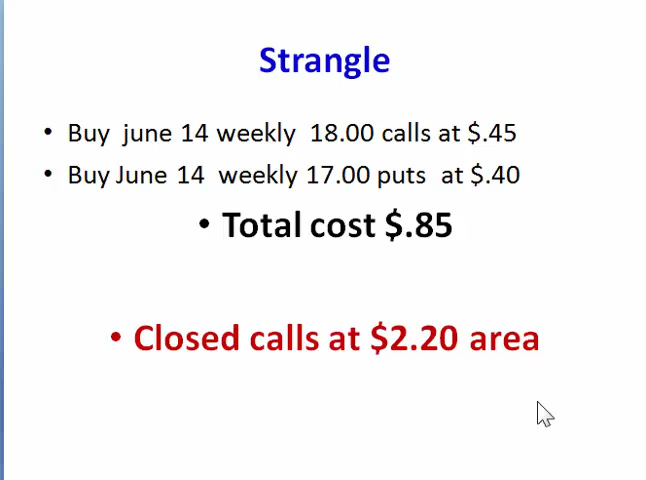 Strangle
• Buy june 14 weekly 18.00 calls at $.45
• Buy June 14 weekly 17.00 puts at $.40
• Total cost $.85
• Closed calls at $2.20 area